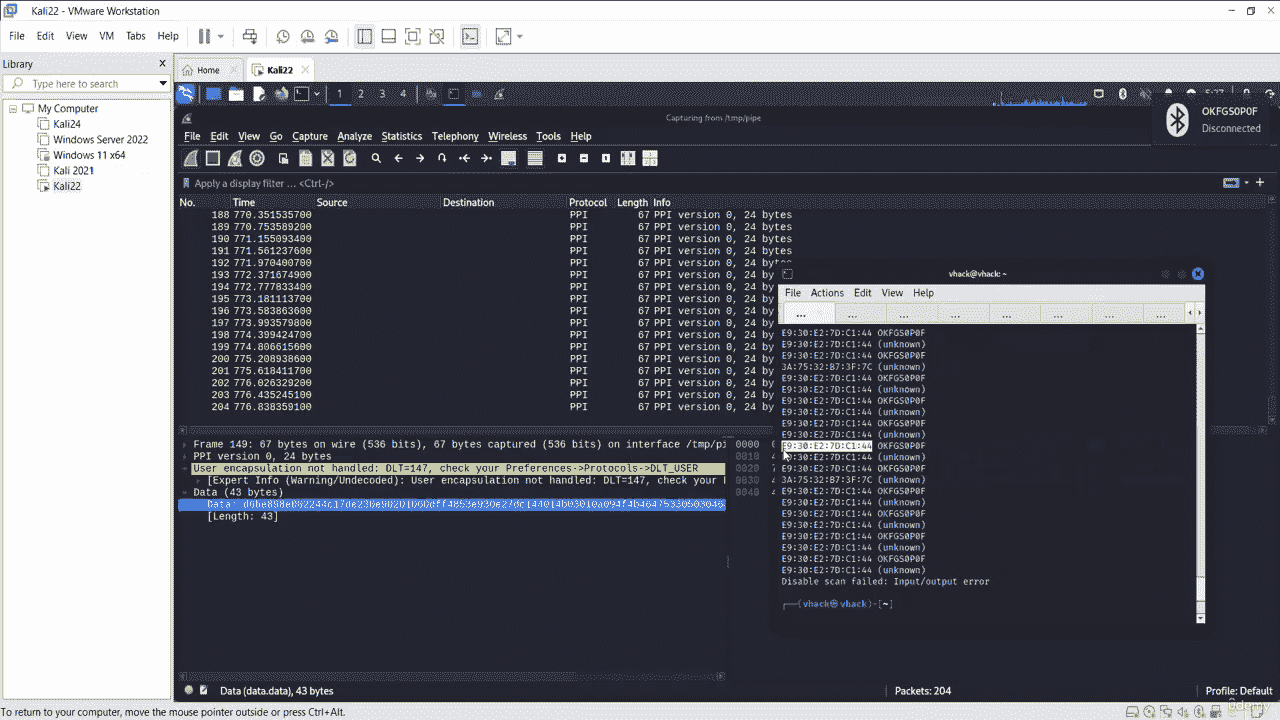 Kali22 - VMware Workstation
File Edit View VM Tabs Help
Library
Home
Kali22
Type here to search
My Computer
Kali24
Windows Server 2022
Windows 11 x64
Kali 2021
Kali22
1 2 3 4
5:27
Capturing from /tmp/pipe
OKFGS0P0F
Disconnected
File Edit View Go Capture Analyze Statistics Telephony Wireless Tools Help
Apply a display filter ... <Ctrl-/>
No. Time Source Destination Protocol Length Info
188 770.351535700 PPI 67 PPI version 0, 24 bytes
189 770.753589200 PPI 67 PPI version 0, 24 bytes
190 771.155093400 PPI 67 PPI version 0, 24 bytes
191 771.561237600 PPI 67 PPI version 0, 24 bytes
192 771.970400700 PPI 67 PPI version 0, 24 bytes
193 772.371674900 PPI 67 PPI version 0, 24 by
194 772.777833400 PPI 67 PPI version 0, 24 by
195 773.181113700 PPI 67 PPI version 0, 24 by
196 773.583863600 PPI 67 PPI version 0, 24 by
197 773.993579800 PPI 67 PPI version 0, 24 by
198 774.399424700 PPI 67 PPI version 0, 24 by
199 774.806615600 PPI 67 PPI version 0, 24 by
200 775.208938600 PPI 67 PPI version 0, 24 by
201 775.618411700 PPI 67 PPI version 0, 24 by
202 776.026329200 PPI 67 PPI version 0, 24 by
203 776.435245100 PPI 67 PPI version 0, 24 by
204 776.838359100 PPI 67 PPI version 0, 24 by
Frame 149: 67 bytes on wire (536 bits), 67 bytes captured (536 bits) on interface /tmp/pi
PPI version 0, 24 bytes
User encapsulation not handled: DLT=147, check your Preferences->Protocols->DLT_USER
[Expert Info (Warning/Undecoded): User encapsulation not handled: DLT=147, check your
Data (43 bytes)
Data:
[Length: 43]
0000
0010 4
0020 7
0030 4
0040 4
vhack@vhack: ~
File Actions Edit View Help
... ... ... ... ... ... ... ...
E9:30:E2:7D:C1:44 OKFGS0P0F
E9:30:E2:7D:C1:44 (unknown)
E9:30:E2:7D:C1:44 OKFGS0P0F
3A:75:32:B7:3F:7C (unknown)
E9:30:E2:7D:C1:44 OKFGS0P0F
E9:30:E2:7D:C1:44 (unknown)
E9:30:E2:7D:C1:44 OKFGS0P0F
E9:30:E2:7D:C1:44 (unknown)
E9:30:E2:7D:C1:44 OKFGS0P0F
E9:30:E2:7D:C1:44 (unknown)
E9:30:E2:7D:C1:44 OKFGS0P0F
E9:30:E2:7D:C1:44 (unknown)
E9:30:E2:7D:C1:44 OKFGS0P0F
3A:75:32:B7:3F:7C (unknown)
E9:30:E2:7D:C1:44 OKFGS0P0F
E9:30:E2:7D:C1:44 (unknown)
E9:30:E2:7D:C1:44 OKFGS0P0F
E9:30:E2:7D:C1:44 (unknown)
E9:30:E2:7D:C1:44 OKFGS0P0F
E9:30:E2:7D:C1:44 (unknown)
E9:30:E2:7D:C1:44 OKFGS0P0F
E9:30:E2:7D:C1:44 (unknown)
Disable scan failed: Input/output error
(vhack㉿vhack)-[~]
Data (data.data), 43 bytes
Packets: 204
Profile: Default
To return to your computer, move the mouse pointer outside or press Ctrl+Alt.
udemy